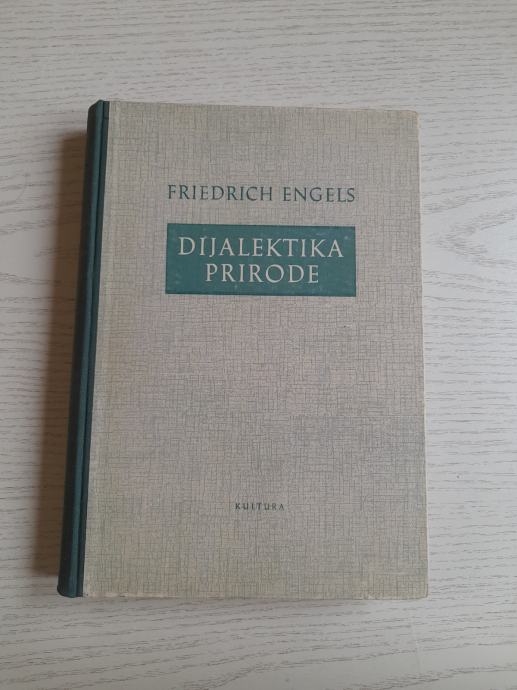 FRIEDRICH ENGELS
DIJALEKTIKA
PRIRODE
KULTURA